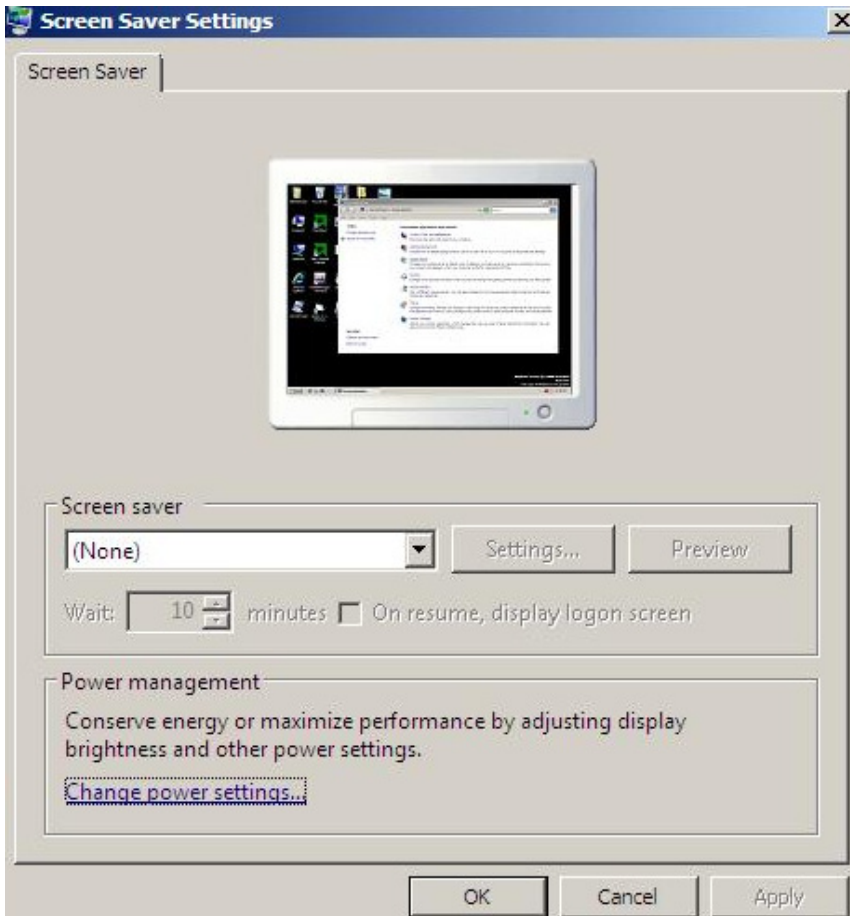 Screen Saver Settings
Screen Saver
Screen saver
(None)
Settings...
Preview
Wait:
10
minutes
On resume, display logon screen
Power management
Conserve energy or maximize performance by adjusting display
brightness and other power settings.
Change power settings...
OK
Cancel
Apply